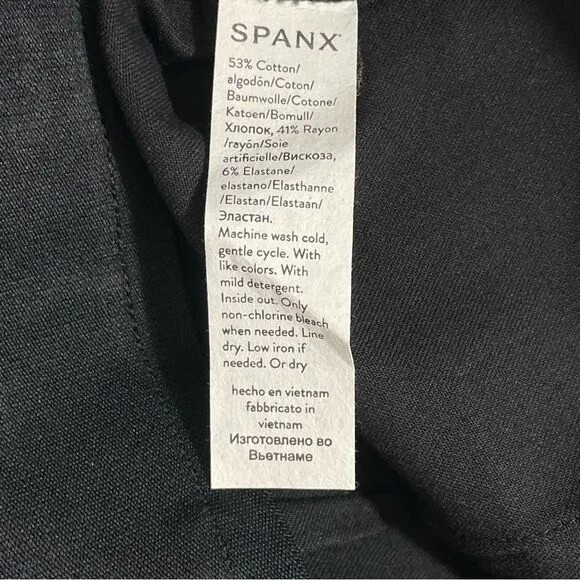 SPANX®
53% Cotton/
algodón/Coton/
Baumwolle/Cotone/
Katoen/Bomull/
Хлопок, 41% Rayon
/rayón/Soie
artificielle/Вискоза,
6% Elastane/
elastano/Elasthanne
/Elastan/Elastaan/
Эластан.
Machine wash cold,
gentle cycle. With
like colors. With
mild detergent.
Inside out. Only
non-chlorine bleach
when needed. Line
dry. Low iron if
needed. Or dry
hecho en vietnam
fabbricato in
vietnam
Изготовлено во
Вьетнаме